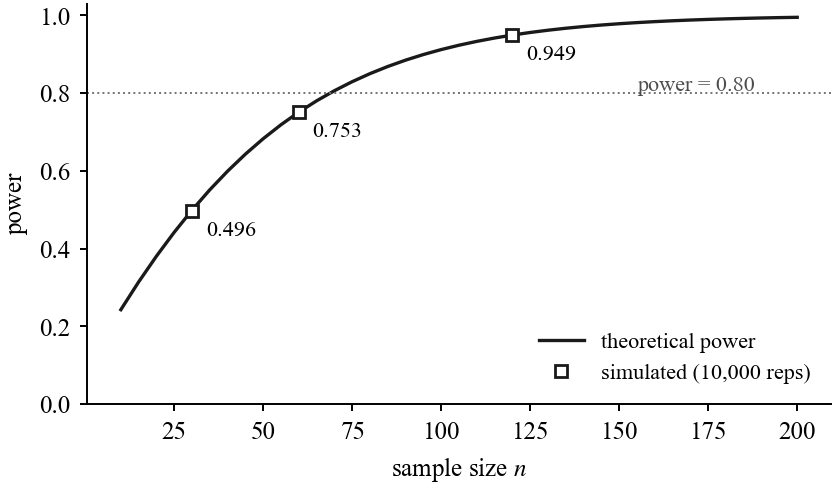 1.0
0.949
power = 0.80
0.8
0.753
0.6
power
0.496
0.4
theoretical power
0.2
simulated (10,000 reps)
0.0
25 50 75 100 125 150 175 200
sample size n